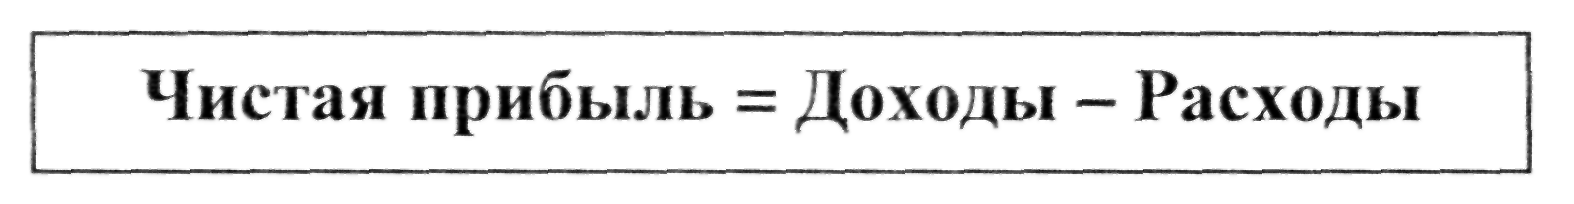 Чистая прибыль = Доходы – Расходы